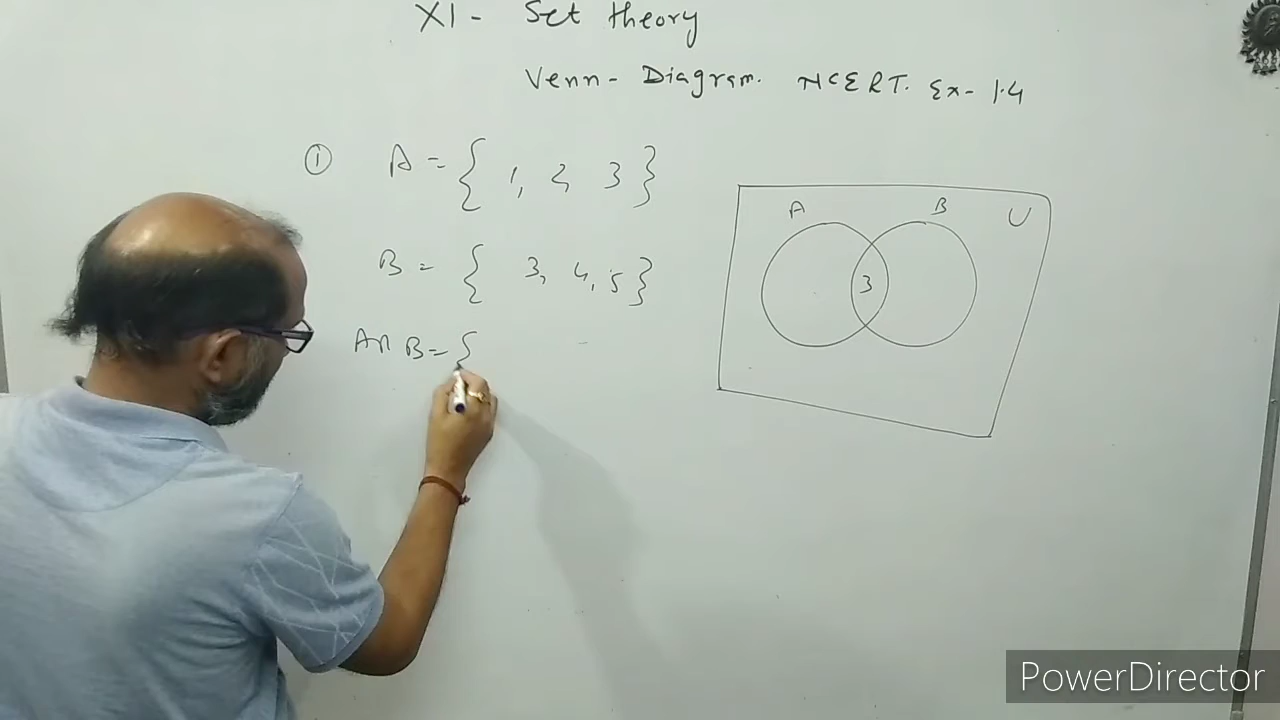 XI - Set theory
Venn - Diagram. NCERT. Ex - 1.4
① A = { 1, 2, 3 }
B = { 3, 4, 5 }
A∩B = {
A B U
3
PowerDirector